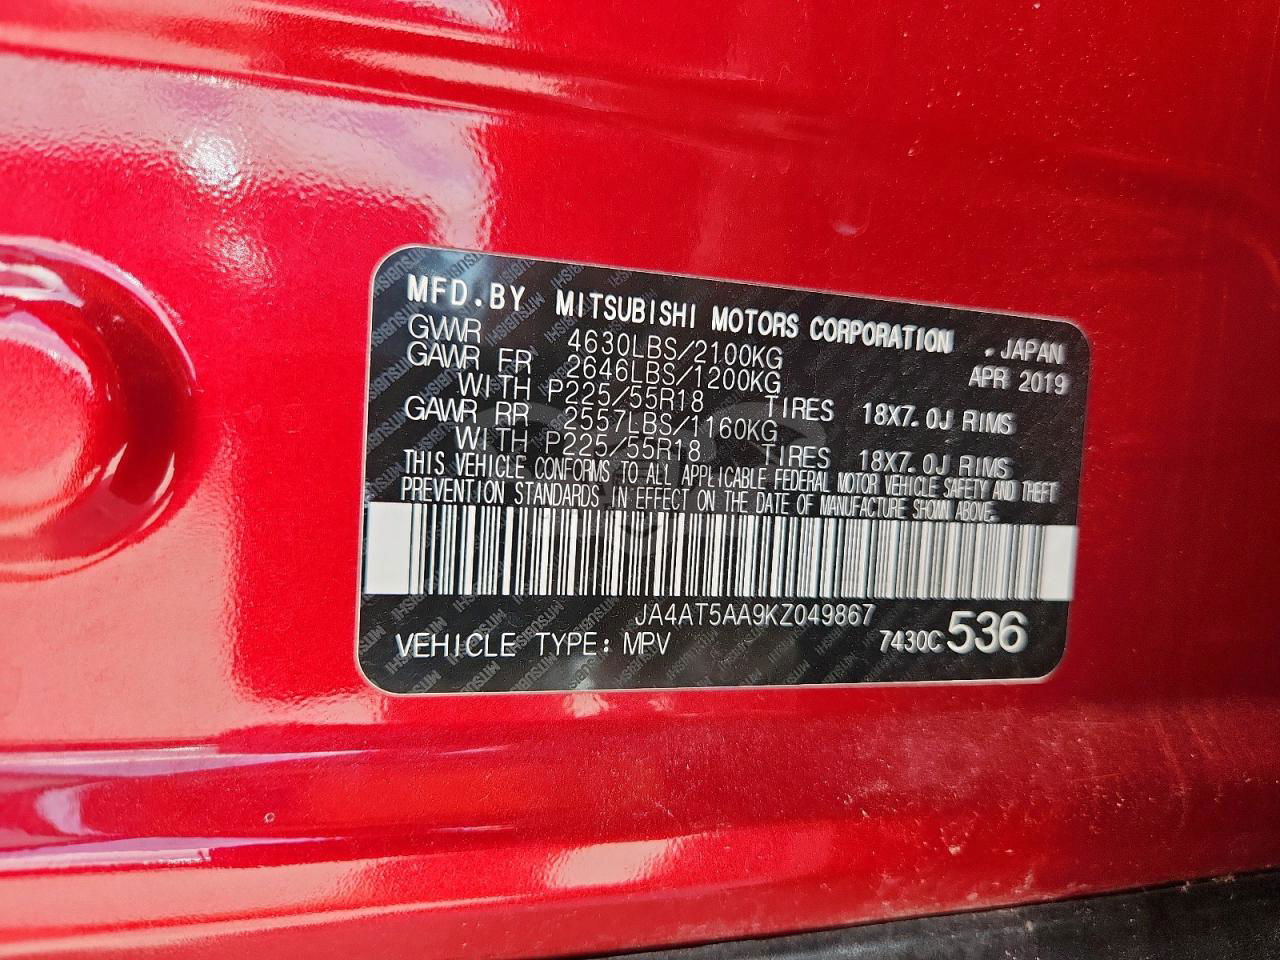 MFD.BY MITSUBISHI MOTORS CORPORATION .JAPAN
GVWR 4630LBS/2100KG APR 2019
GAWR FR 2646LBS/1200KG
WITH P225/55R18 TIRES 18X7.0J RIMS
GAWR RR 2557LBS/1160KG
WITH P225/55R18 TIRES 18X7.0J RIMS
THIS VEHICLE CONFORMS TO ALL APPLICABLE FEDERAL MOTOR VEHICLE SAFETY AND THEFT
PREVENTION STANDARDS IN EFFECT ON THE DATE OF MANUFACTURE SHOWN ABOVE.
JA4AT5AA9KZ049867
VEHICLE TYPE: MPV 7430C 536